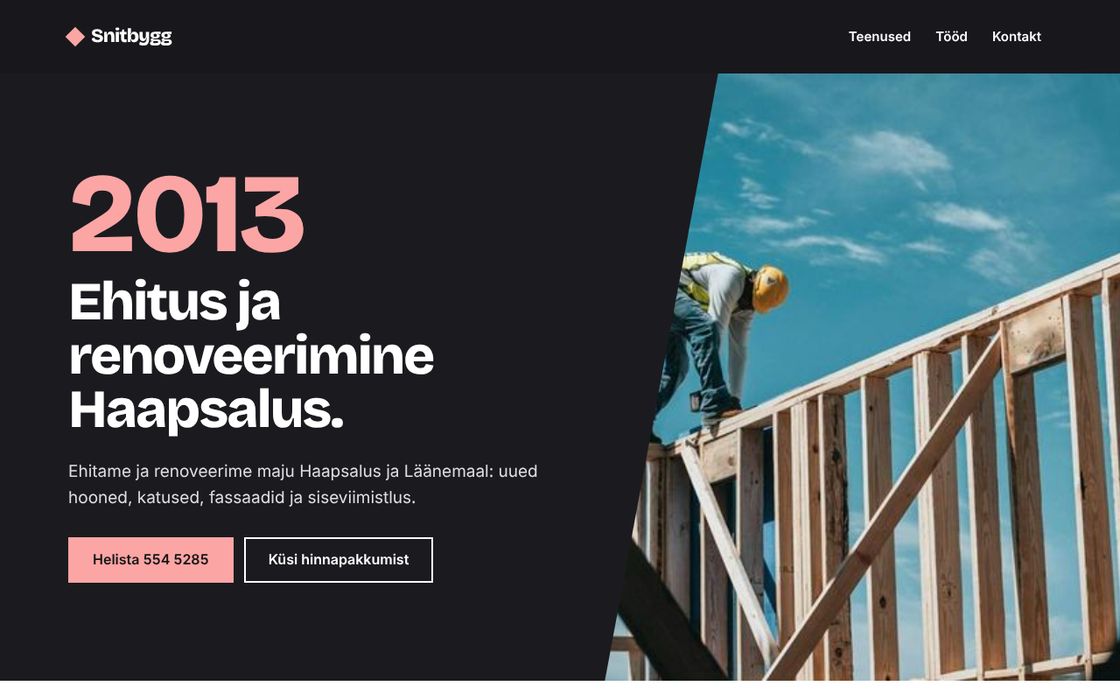 Snitbygg
Teenused Tööd Kontakt
2013
Ehitus ja
renoveerimine
Haapsalus.
Ehitame ja renoveerime maju Haapsalus ja Läänemaal: uued
hooned, katused, fassaadid ja siseviimistlus.
Helista 554 5285 Küsi hinnapakkumist